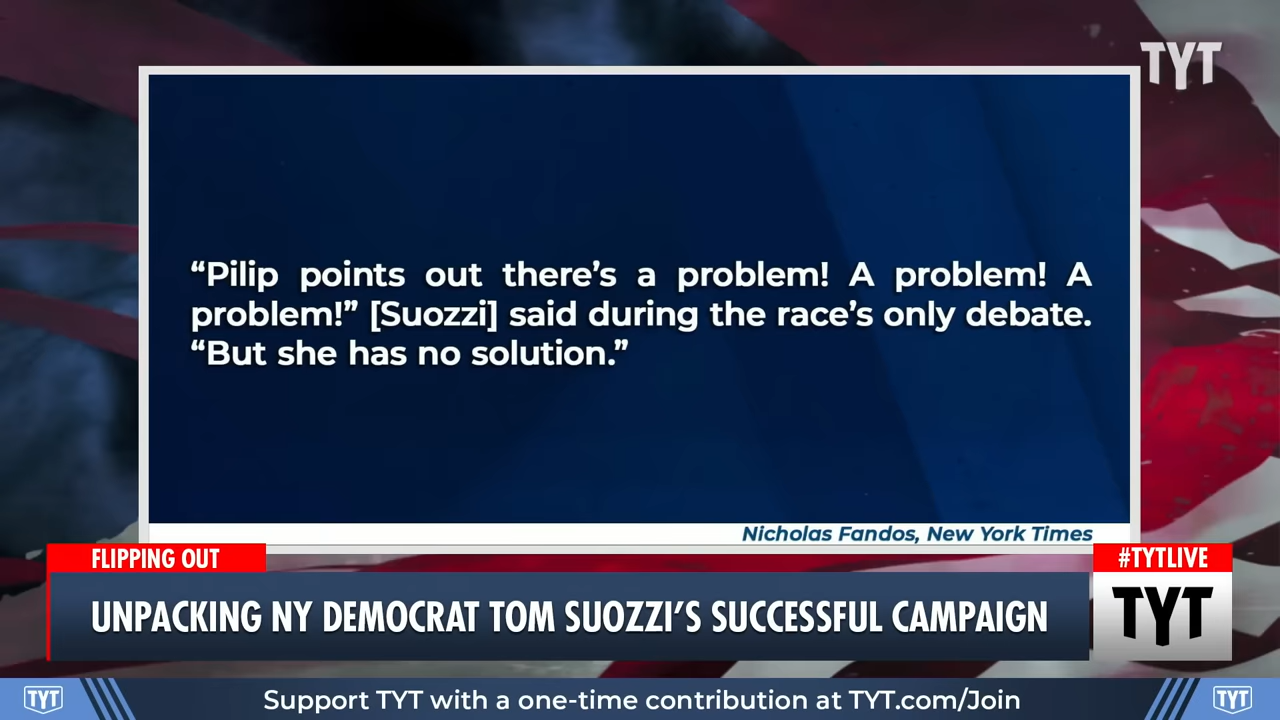 TYT
“Pilip points out there’s a problem! A problem! A
problem!” [Suozzi] said during the race’s only debate.
“But she has no solution.”
Nicholas Fandos, New York Times
FLIPPING OUT
#TYTLIVE
UNPACKING NY DEMOCRAT TOM SUOZZI’S SUCCESSFUL CAMPAIGN
TYT
TYT
Support TYT with a one-time contribution at TYT.com/Join
TYT